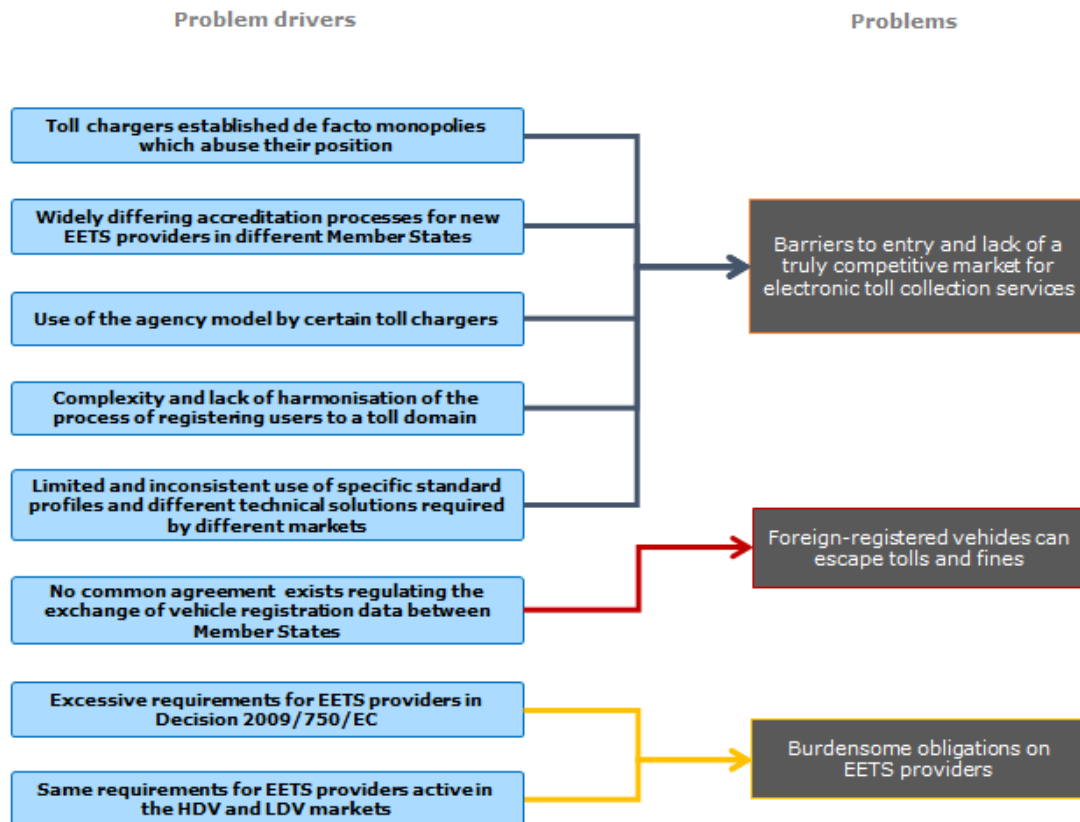 Problem drivers
Problems
Toll chargers established de facto monopolies
which abuse their position
Widely differing accreditation processes for new
EETS providers in different Member States
Use of the agency model by certain toll chargers
Complexity and lack of harmonisation of the
process of registering users to a toll domain
Limited and inconsistent use of specific standard
profiles and different technical solutions required
by different markets
No common agreement exists regulating the
exchange of vehicle registration data between
Member States
Excessive requirements for EETS providers in
Decision 2009/750/EC
Same requirements for EETS providers active in
the HDV and LDV markets
Barriers to entry and lack of a
truly competitive market for
electronic toll collection services
Foreign-registered vehicles can
escape tolls and fines
Burdensome obligations on
EETS providers